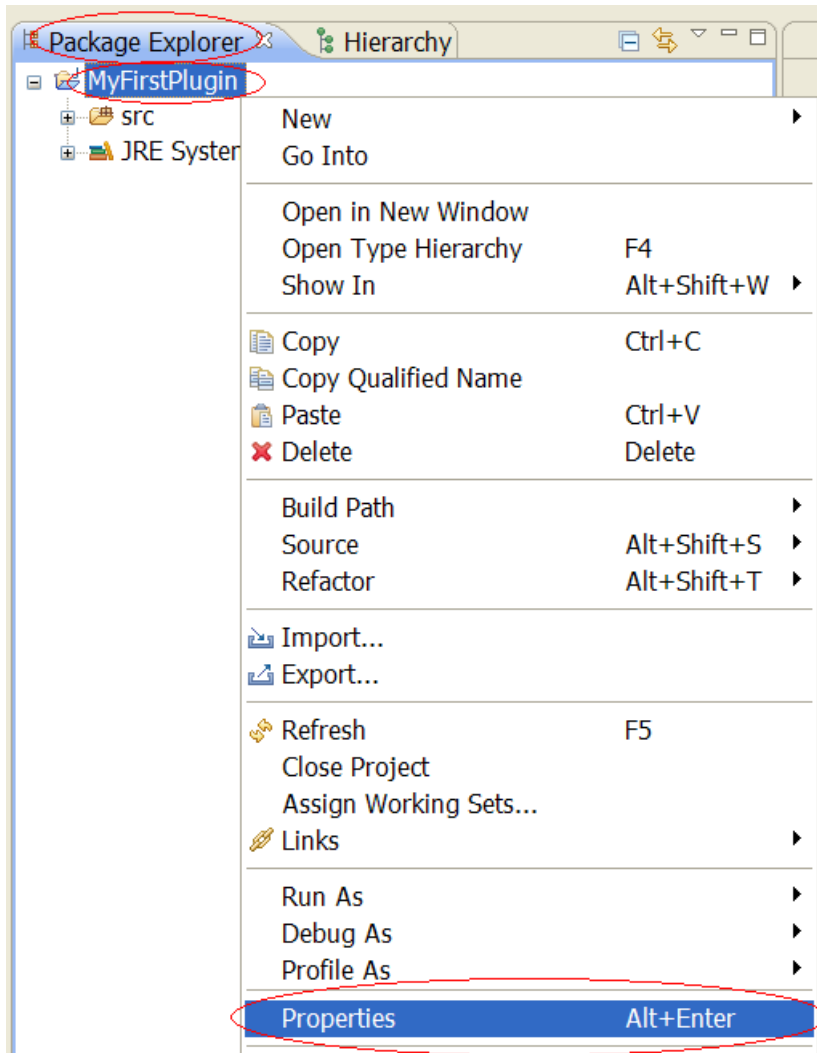 Package Explorer Hierarchy
MyFirstPlugin
src
JRE System
New
Go Into
Open in New Window
Open Type Hierarchy F4
Show In Alt+Shift+W
Copy Ctrl+C
Copy Qualified Name
Paste Ctrl+V
Delete Delete
Build Path
Source Alt+Shift+S
Refactor Alt+Shift+T
Import...
Export...
Refresh F5
Close Project
Assign Working Sets...
Links
Run As
Debug As
Profile As
Properties Alt+Enter